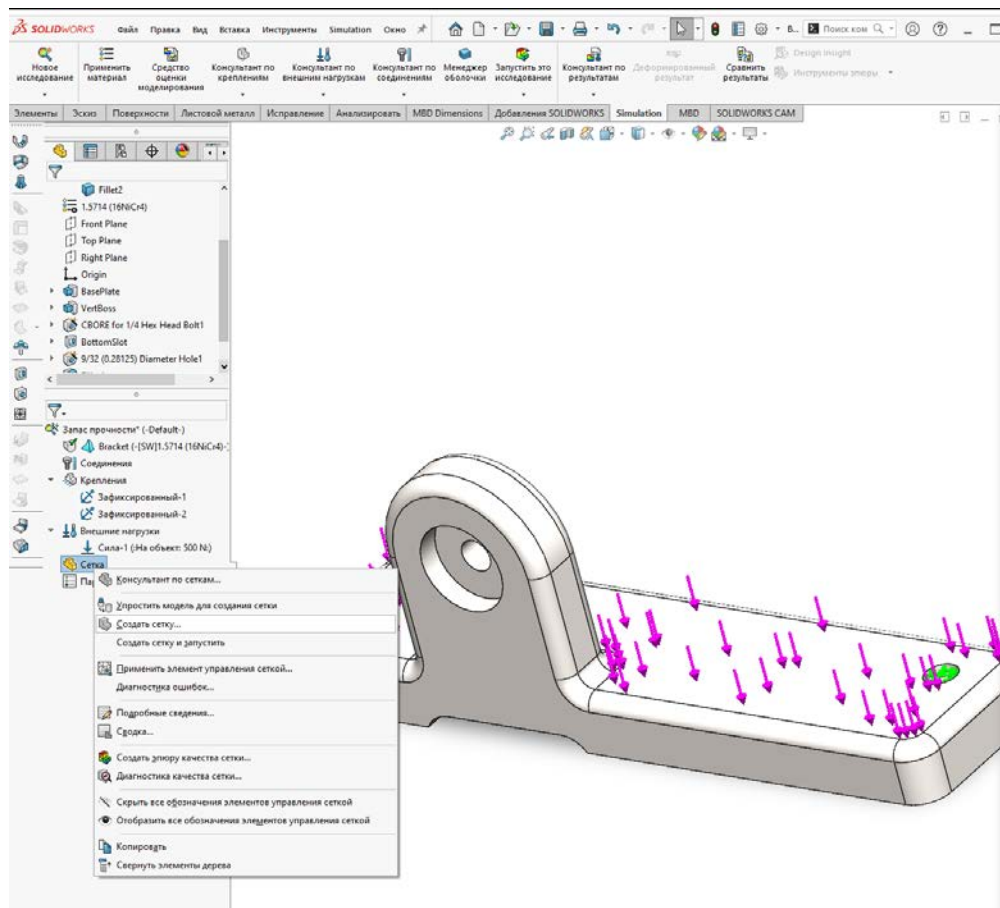 SOLIDWORKS Файл Правка Вид Вставка Инструменты Simulation Окно в... Поиск ком
Новое исследование
Применить материал
Средство оценки моделирования
Консультант по креплениям
Консультант по внешним нагрузкам
Консультант по соединениям
Менеджер оболочки
Запустить это исследование
Консультант по результатам
Деформированный результат
Сравнить результаты
Design Insight
Инструменты эпюры
Элементы Эскиз Поверхности Листовой металл Исправление Анализировать MBD Dimensions Добавления SOLIDWORKS Simulation MBD SOLIDWORKS CAM
Fillet2
1.5714 (16NiCr4)
Front Plane
Top Plane
Right Plane
Origin
BasePlate
VertBoss
CBORE for 1/4 Hex Head Bolt1
BottomSlot
9/32 (0.28125) Diameter Hole1
Запас прочности* (-Default-)
Bracket (-[SW]1.5714 (16NiCr4)-
Соединения
Крепления
Зафиксированный-1
Зафиксированный-2
Внешние нагрузки
Сила-1 (:На объект: 500 N:)
Сетка
Консультант по сеткам...
Упростить модель для создания сетки
Создать сетку...
Создать сетку и запустить
Применить элемент управления сеткой...
Диагностика ошибок...
Подробные сведения...
Сводка...
Создать эпюру качества сетки...
Диагностика качества сетки...
Скрыть все обозначения элементов управления сеткой
Отобразить все обозначения элементов управления сеткой
Копировать
Свернуть элементы дерева